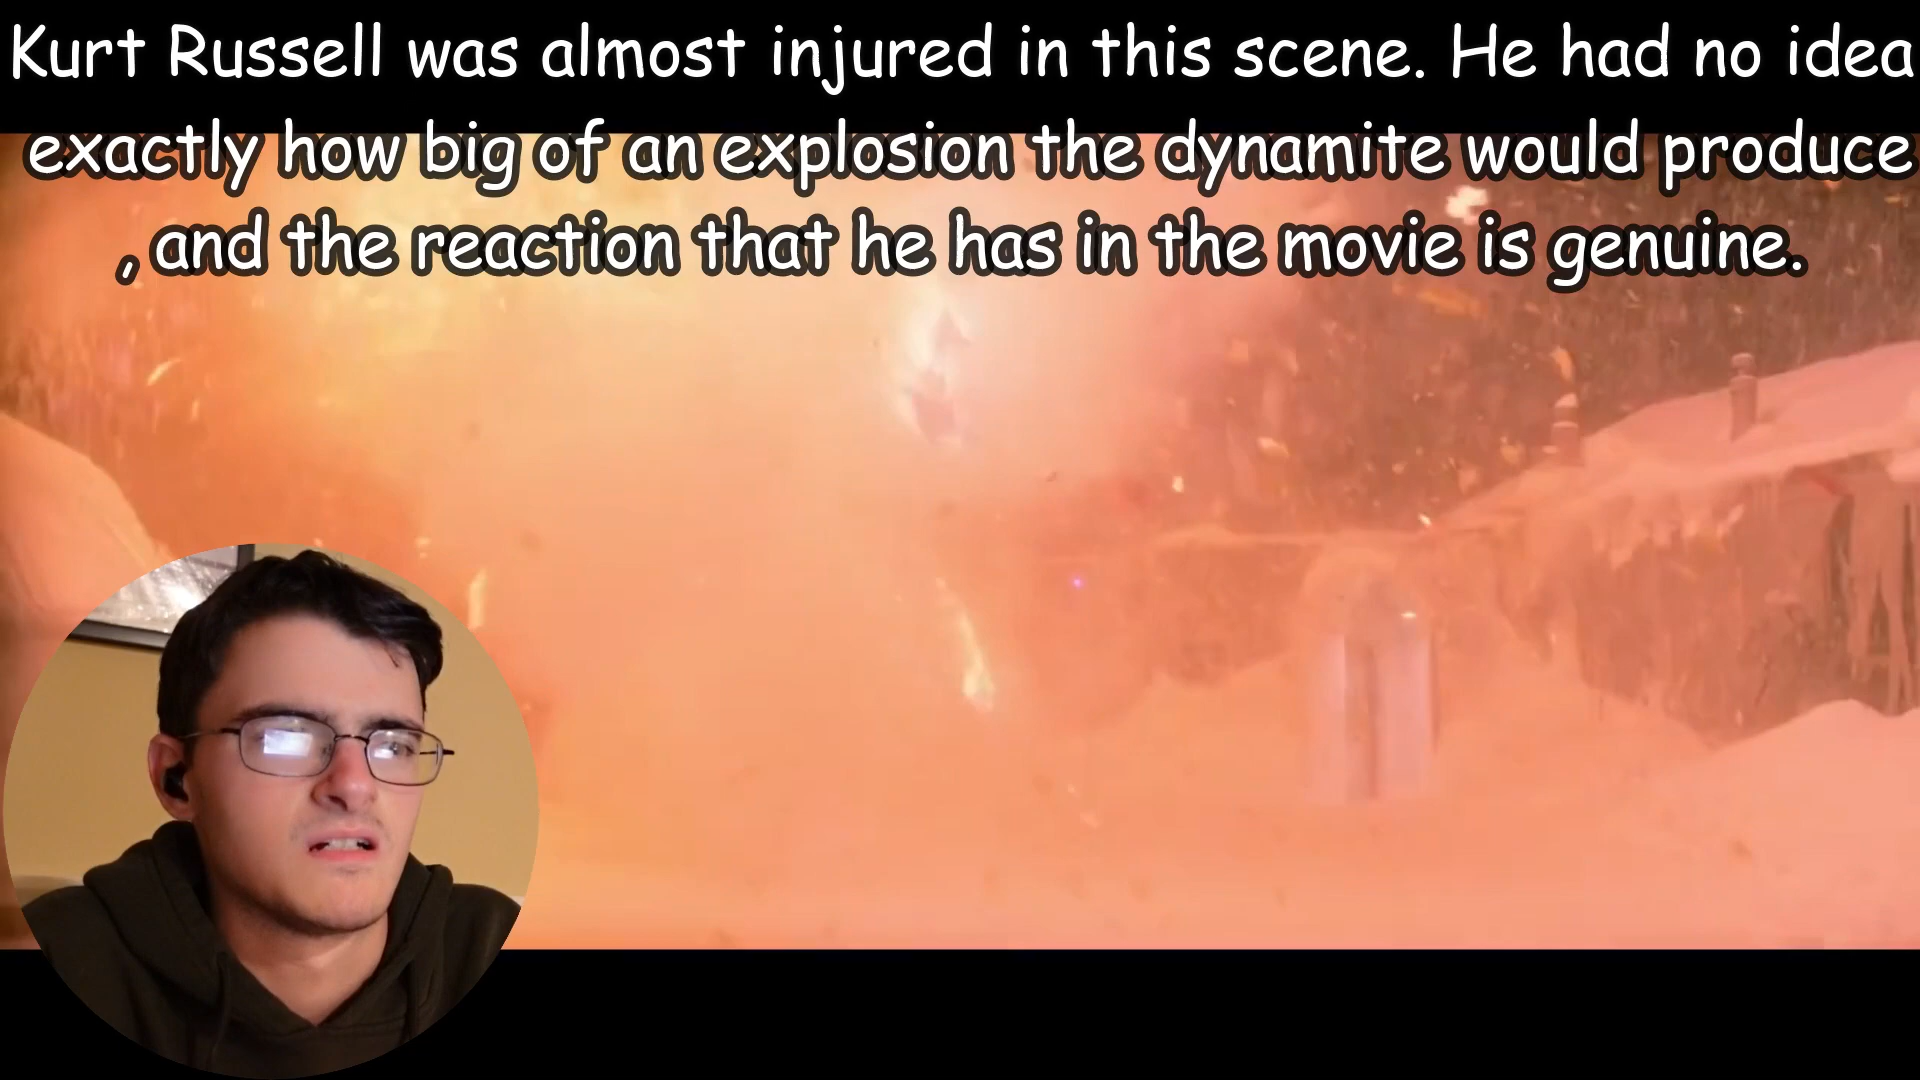 Kurt Russell was almost injured in this scene. He had no idea
exactly how big of an explosion the dynamite would produce
, and the reaction that he has in the movie is genuine.